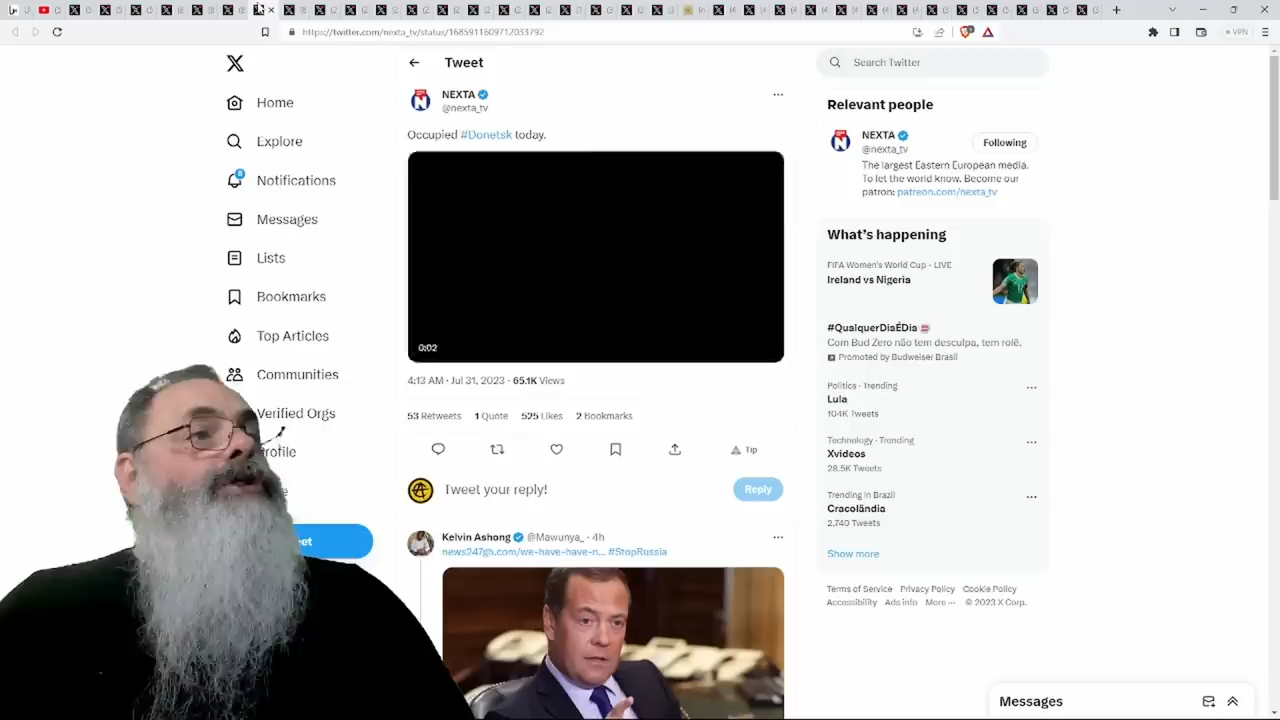 https://twitter.com/nexta_tv/status/1685911609712033792
VPN
Home
Explore
8
Notifications
Messages
Lists
Bookmarks
Top Articles
Communities
Verified Orgs
Tweet
NEXTA
@nexta_tv
Occupied #Donetsk today.
0:02
4:13 AM · Jul 31, 2023 · 65.1K Views
53 Retweets 1 Quote 525 Likes 2 Bookmarks
Tip
Tweet your reply!
Reply
Kelvin Ashong @Mawunya_ · 4h
news247gh.com/we-have-have-n... #StopRussia
Search Twitter
Relevant people
NEXTA
@nexta_tv
Following
The largest Eastern European media.
To let the world know. Become our
patron: patreon.com/nexta_tv
What's happening
FIFA Women's World Cup · LIVE
Ireland vs Nigeria
#QualquerDiaÉDia
Com Bud Zero não tem desculpa, tem rolê.
Promoted by Budweiser Brasil
Politics · Trending
Lula
104K Tweets
Technology · Trending
Xvideos
28.5K Tweets
Trending in Brazil
Cracolândia
2,740 Tweets
Show more
Terms of Service Privacy Policy Cookie Policy
Accessibility Ads info More ··· © 2023 X Corp.
Messages